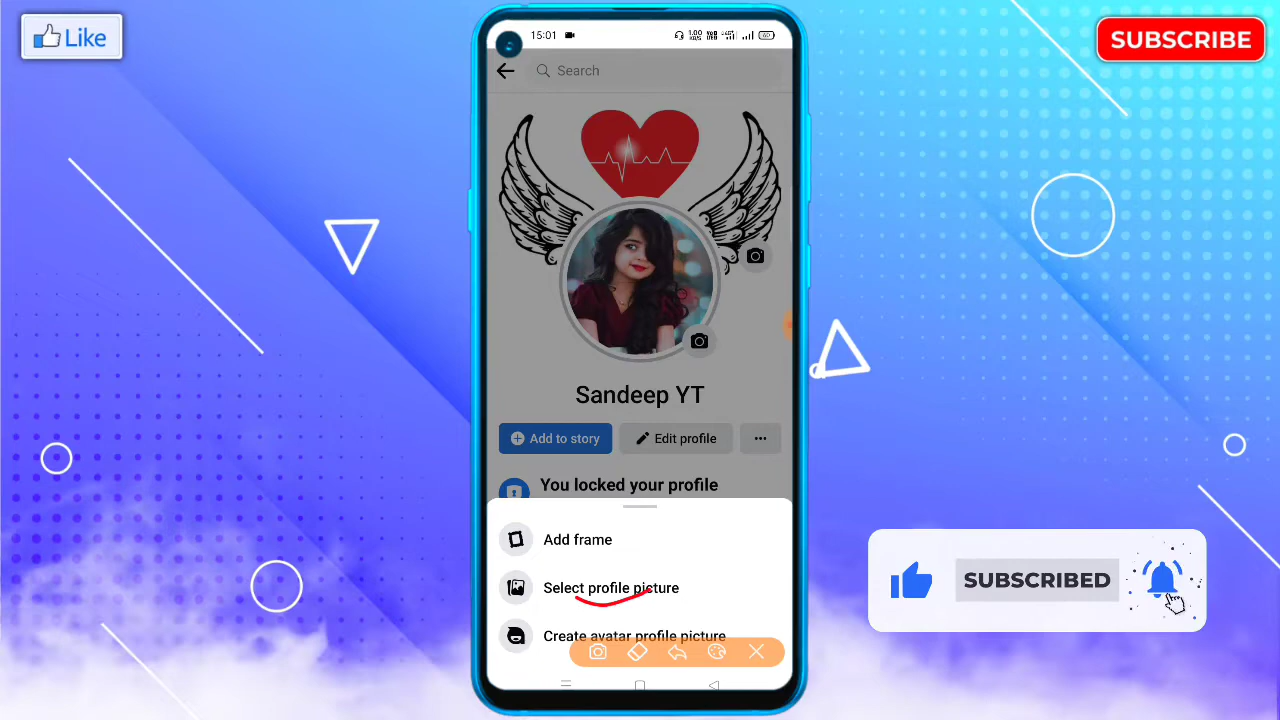 Like
SUBSCRIBE
15:01
Search
Sandeep YT
Add to story
Edit profile
You locked your profile
Add frame
Select profile picture
Create avatar profile picture
SUBSCRIBED